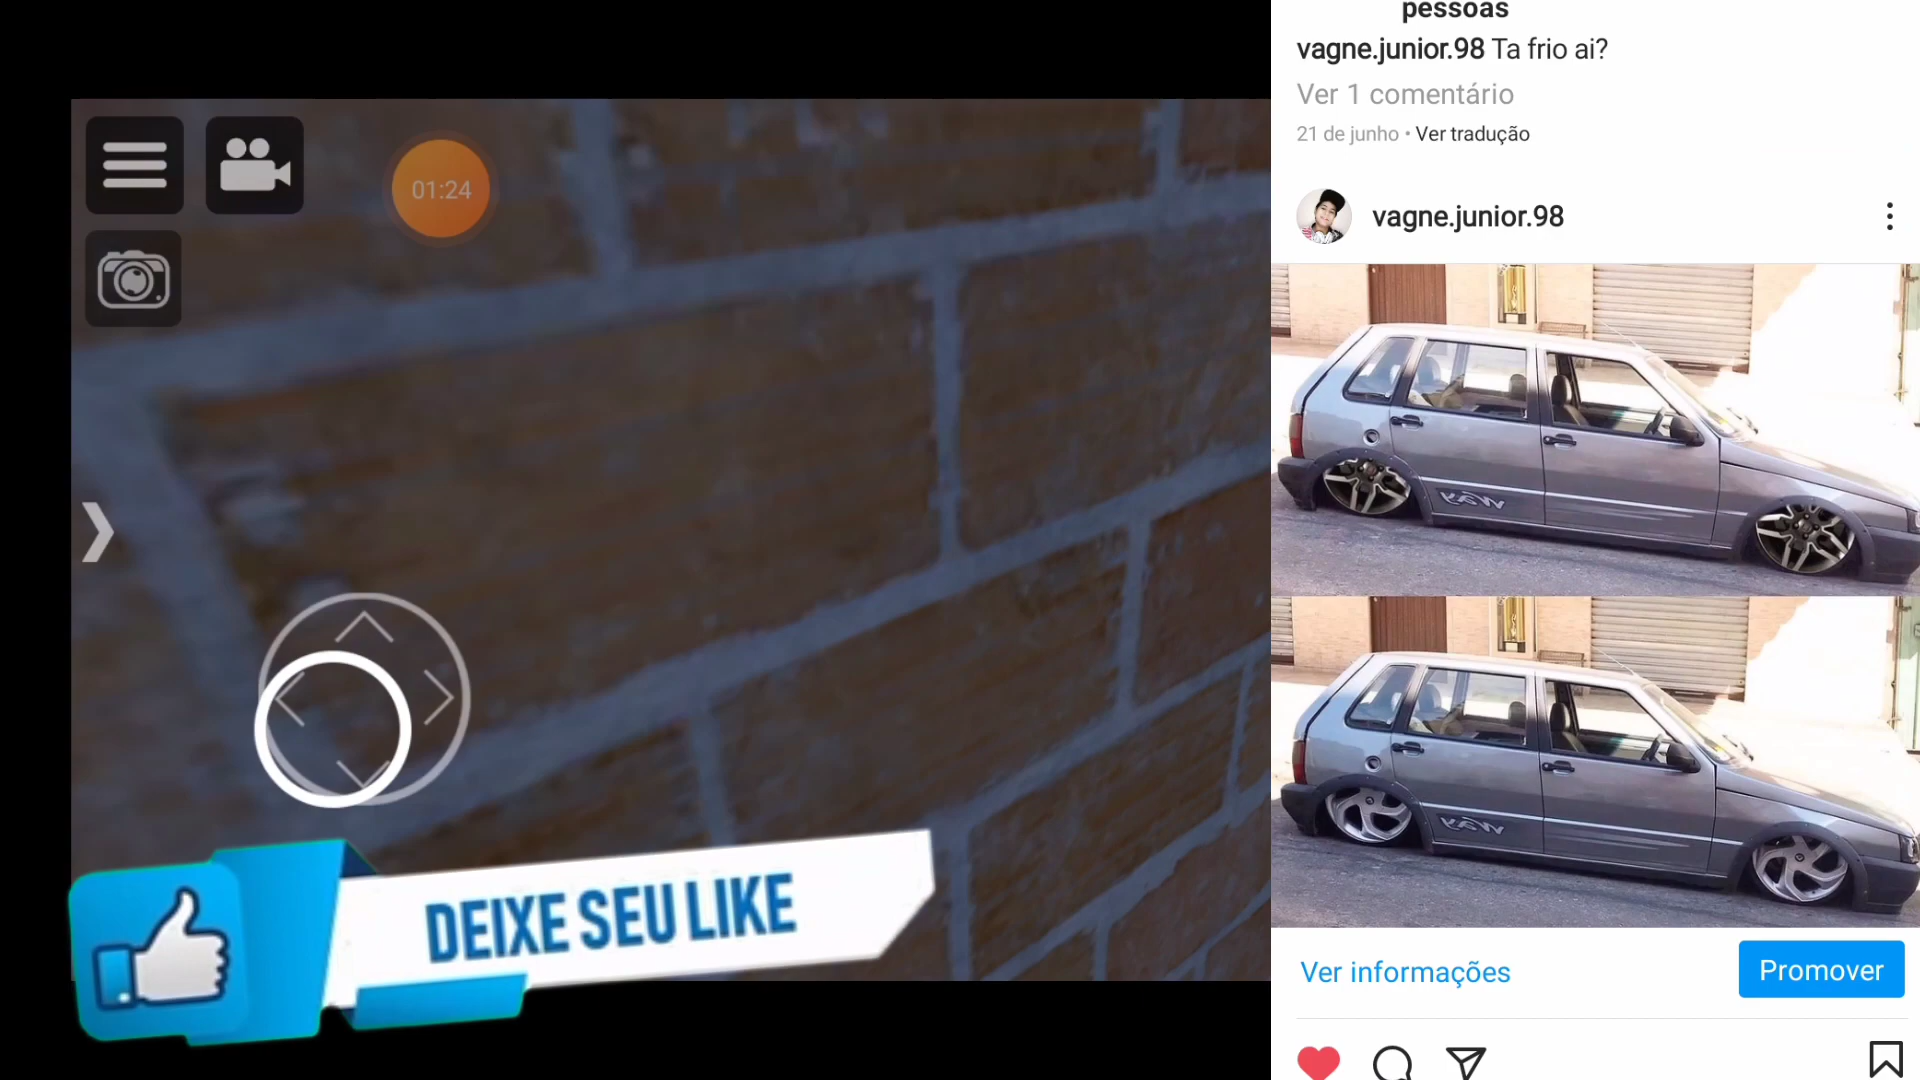 01:24
DEIXE SEU LIKE
pessoas
vagne.junior.98 Ta frio ai?
Ver 1 comentário
21 de junho • Ver tradução
vagne.junior.98
Ver informações
Promover